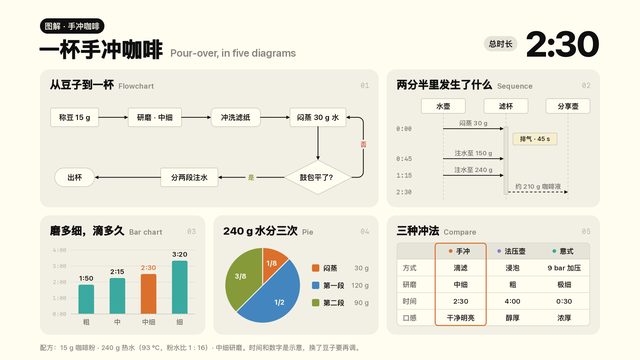 图解 · 手冲咖啡
一杯手冲咖啡 Pour-over, in five diagrams
总时长 2:30
从豆子到一杯 Flowchart 01
称豆 15 g
研磨 · 中细
冲洗滤纸
闷蒸 30 g 水
否
鼓包平了?
是
分两段注水
出杯
两分半里发生了什么 Sequence 02
水壶 滤杯 分享壶
闷蒸 30 g
0:00
排气 · 45 s
注水至 150 g
0:45
注水至 240 g
1:15
约 210 g 咖啡液
2:30
磨多细，滴多久 Bar chart 03
4:00
3:00
2:00
1:00
0:00
1:50 2:15 2:30 3:20
粗 中 中细 细
240 g 水分三次 Pie 04
1/8
1/2
3/8
闷蒸 30 g
第一段 120 g
第二段 90 g
三种冲法 Compare 05
手冲 法压壶 意式
方式 滴滤 浸泡 9 bar 加压
研磨 中细 粗 极细
时间 2:30 4:00 0:30
口感 干净明亮 醇厚 浓厚
配方：15 g 咖啡粉 · 240 g 热水（93 °C，粉水比 1 : 16）· 中细研磨。时间和数字是示意，换了豆子要再调。